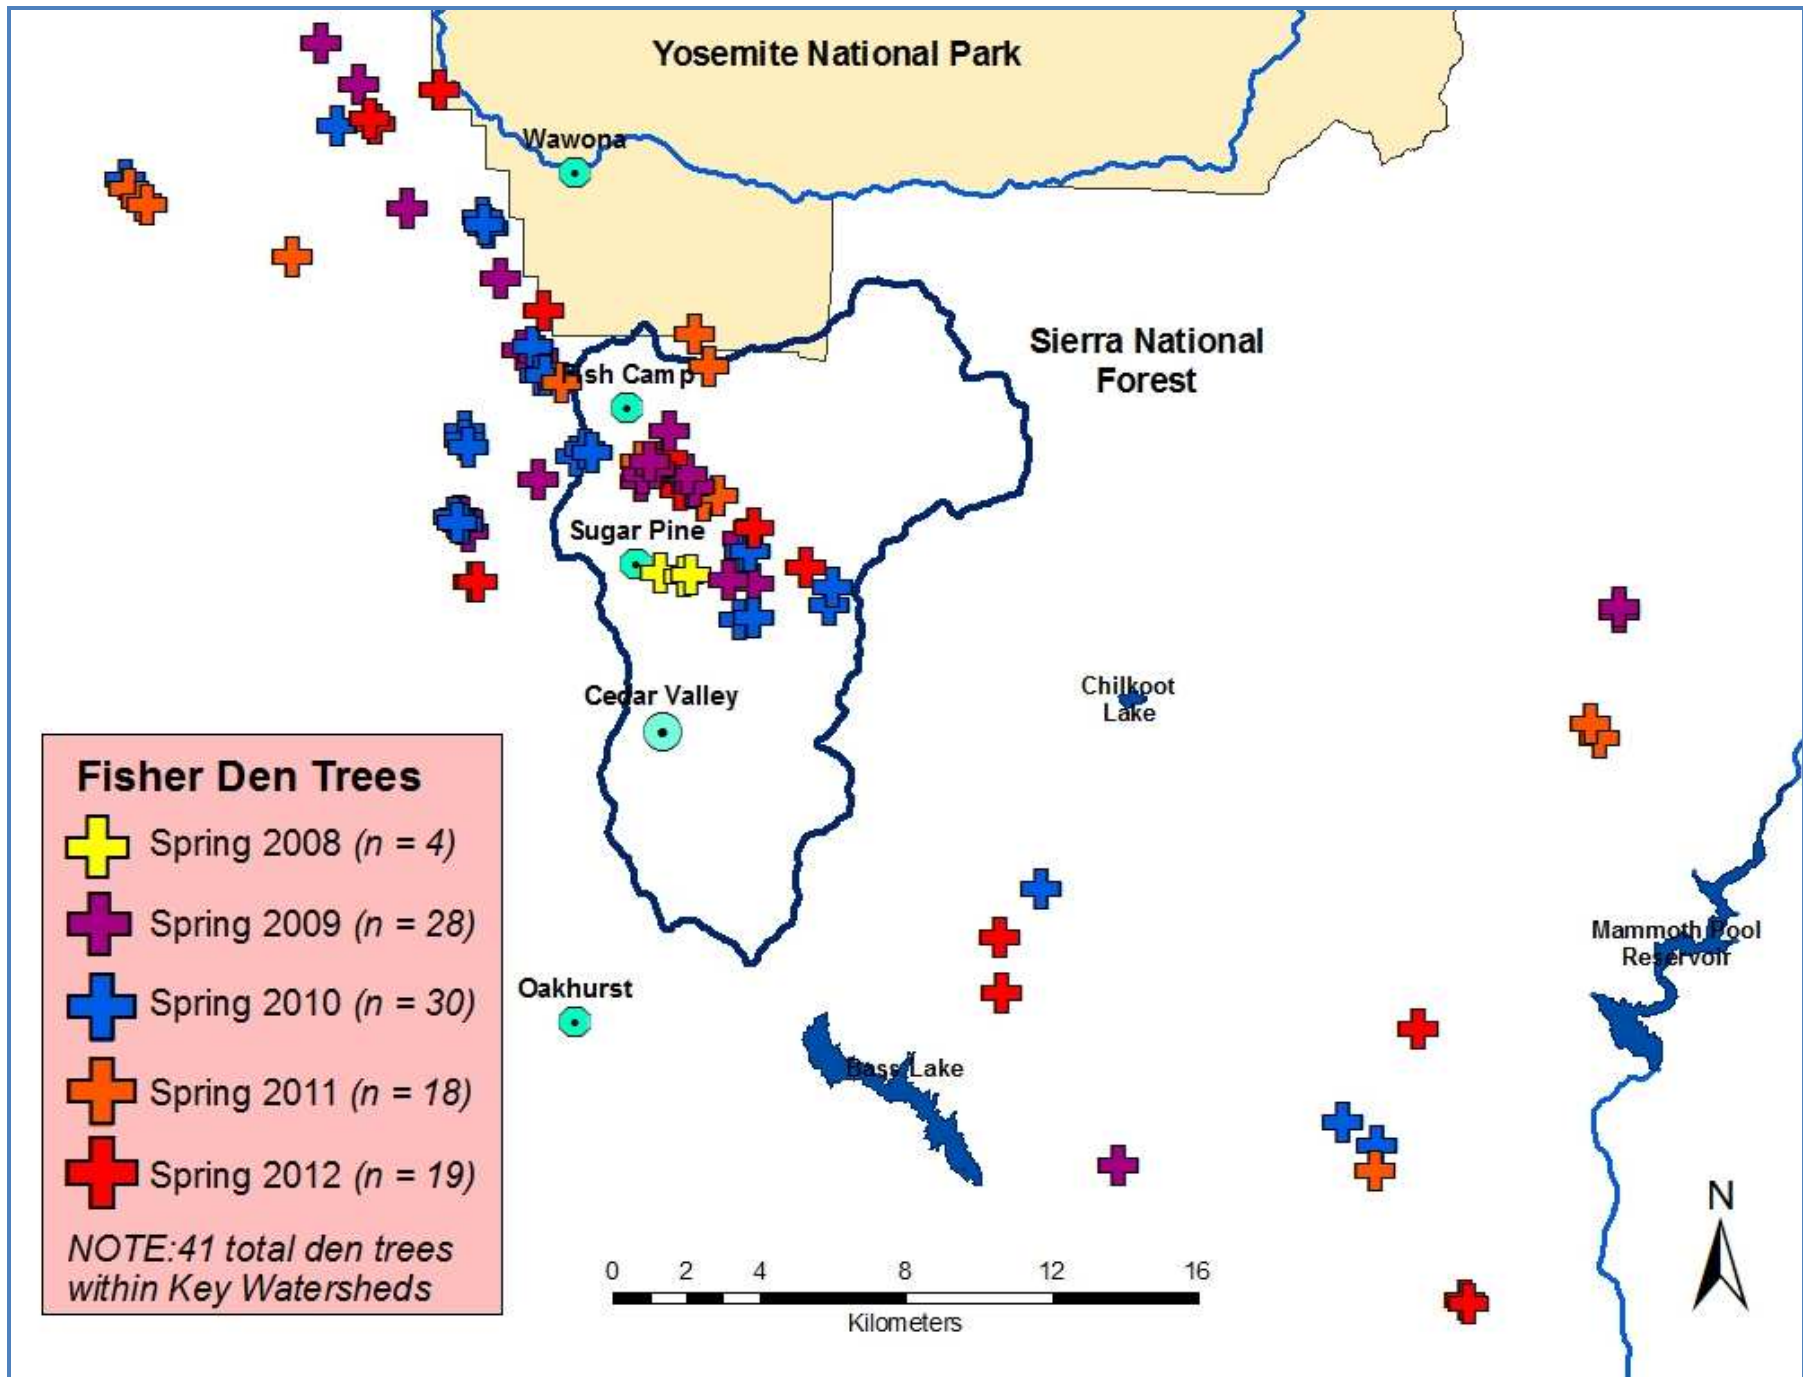 Yosemite National Park
Wawona
Sierra National
Forest
Fish Camp
Sugar Pine
Cedar Valley
Chilkoot
Lake
Fisher Den Trees
Spring 2008 (n = 4)
Spring 2009 (n = 28)
Spring 2010 (n = 30)
Spring 2011 (n = 18)
Spring 2012 (n = 19)
NOTE:41 total den trees
within Key Watersheds
Mammoth Pool
Reservoir
Oakhurst
Bass Lake
N
0 2 4 8 12 16
Kilometers